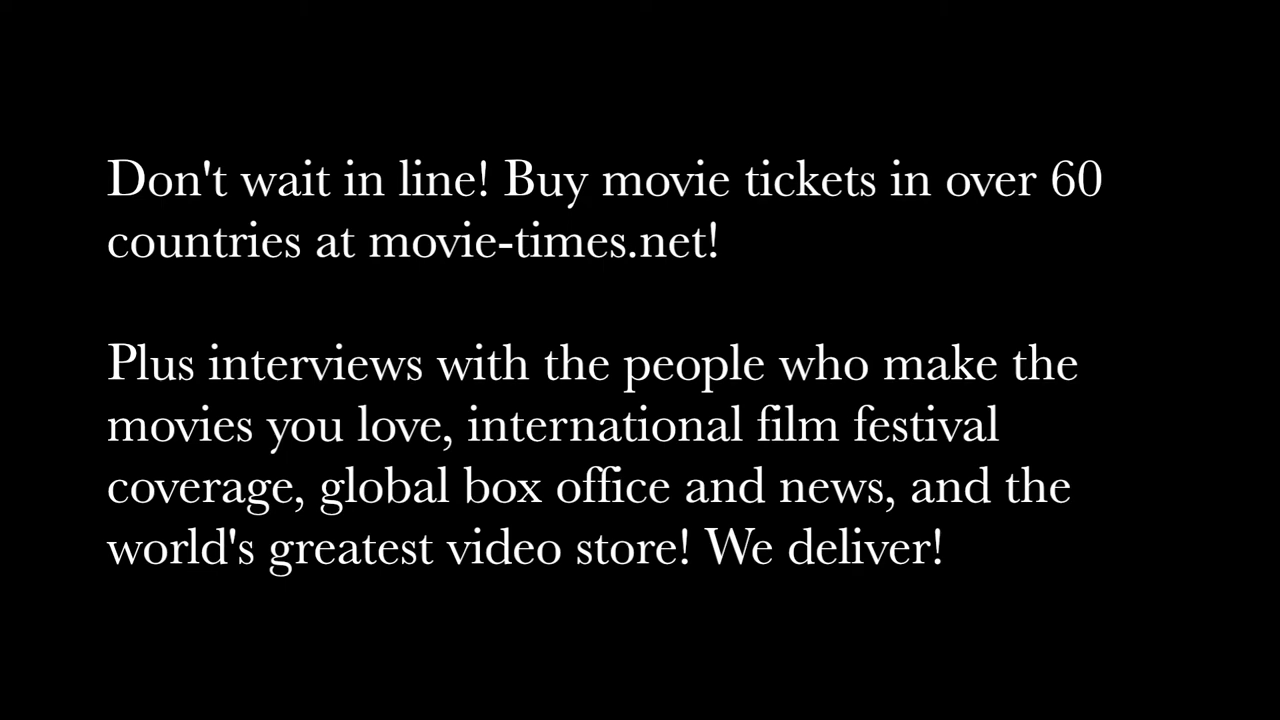 Don't wait in line! Buy movie tickets in over 60
countries at movie-times.net!
Plus interviews with the people who make the
movies you love, international film festival
coverage, global box office and news, and the
world's greatest video store! We deliver!